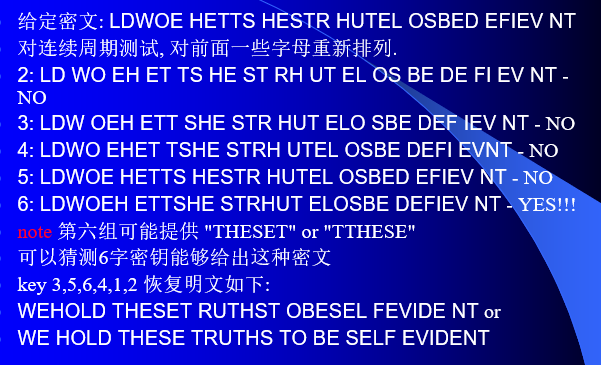 给定密文: LDWOE HETTS HESTR HUTEL OSBED EFIEV NT
对连续周期测试, 对前面一些字母重新排列.
2: LD WO EH ET TS HE ST RH UT EL OS BE DE FI EV NT -
NO
3: LDW OEH ETT SHE STR HUT ELO SBE DEF IEV NT - NO
4: LDWO EHET TSHE STRH UTEL OSBE DEFI EVNT - NO
5: LDWOE HETTS HESTR HUTEL OSBED EFIEV NT - NO
6: LDWOEH ETTSHE STRHUT ELOSBE DEFIEV NT - YES!!!
note 第六组可能提供 "THESET" or "TTHESE"
可以猜测6字密钥能够给出这种密文
key 3,5,6,4,1,2 恢复明文如下:
WEHOLD THESET RUTHST OBESEL FEVIDE NT or
WE HOLD THESE TRUTHS TO BE SELF EVIDENT